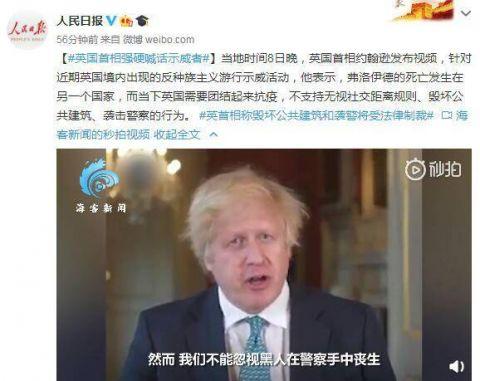 人民日报
人民日报
PEOPLE'S DAILY
56分钟前 来自 微博 weibo.com
【#英国首相强硬喊话示威者#】当地时间8日晚，英国首相约翰逊发布视频，针对
近期英国境内出现的反种族主义游行示威活动，他表示，弗洛伊德的死亡发生在
另一个国家，而当下英国需要团结起来抗疫，不支持无视社交距离规则、毁坏公
共建筑、袭击警察的行为。#英首相称毁坏公共建筑和袭警将受法律制裁# 海
客新闻的秒拍视频 收起全文
海客新闻
秒拍
然而 我们不能忽视黑人在警察手中丧生